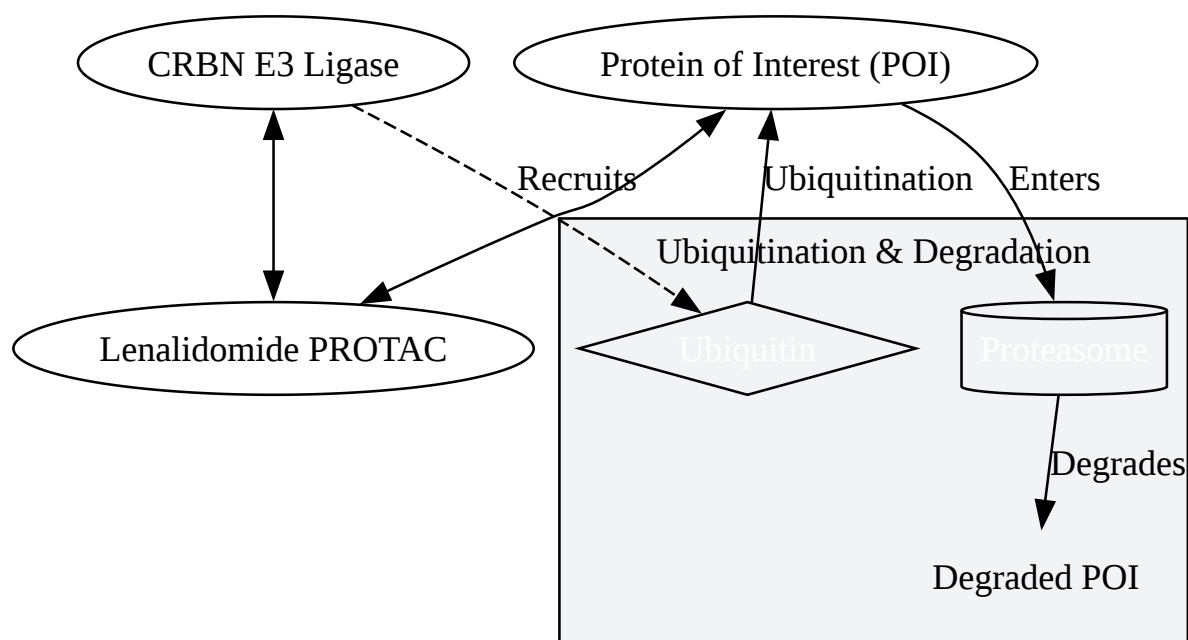 CRBN E3 Ligase
Protein of Interest (POI)
Recruits
Ubiquitination
Enters
Ubiquitination & Degradation
Lenalidomide PROTAC
Ubiquitin
Proteasome
Degrades
Degraded POI